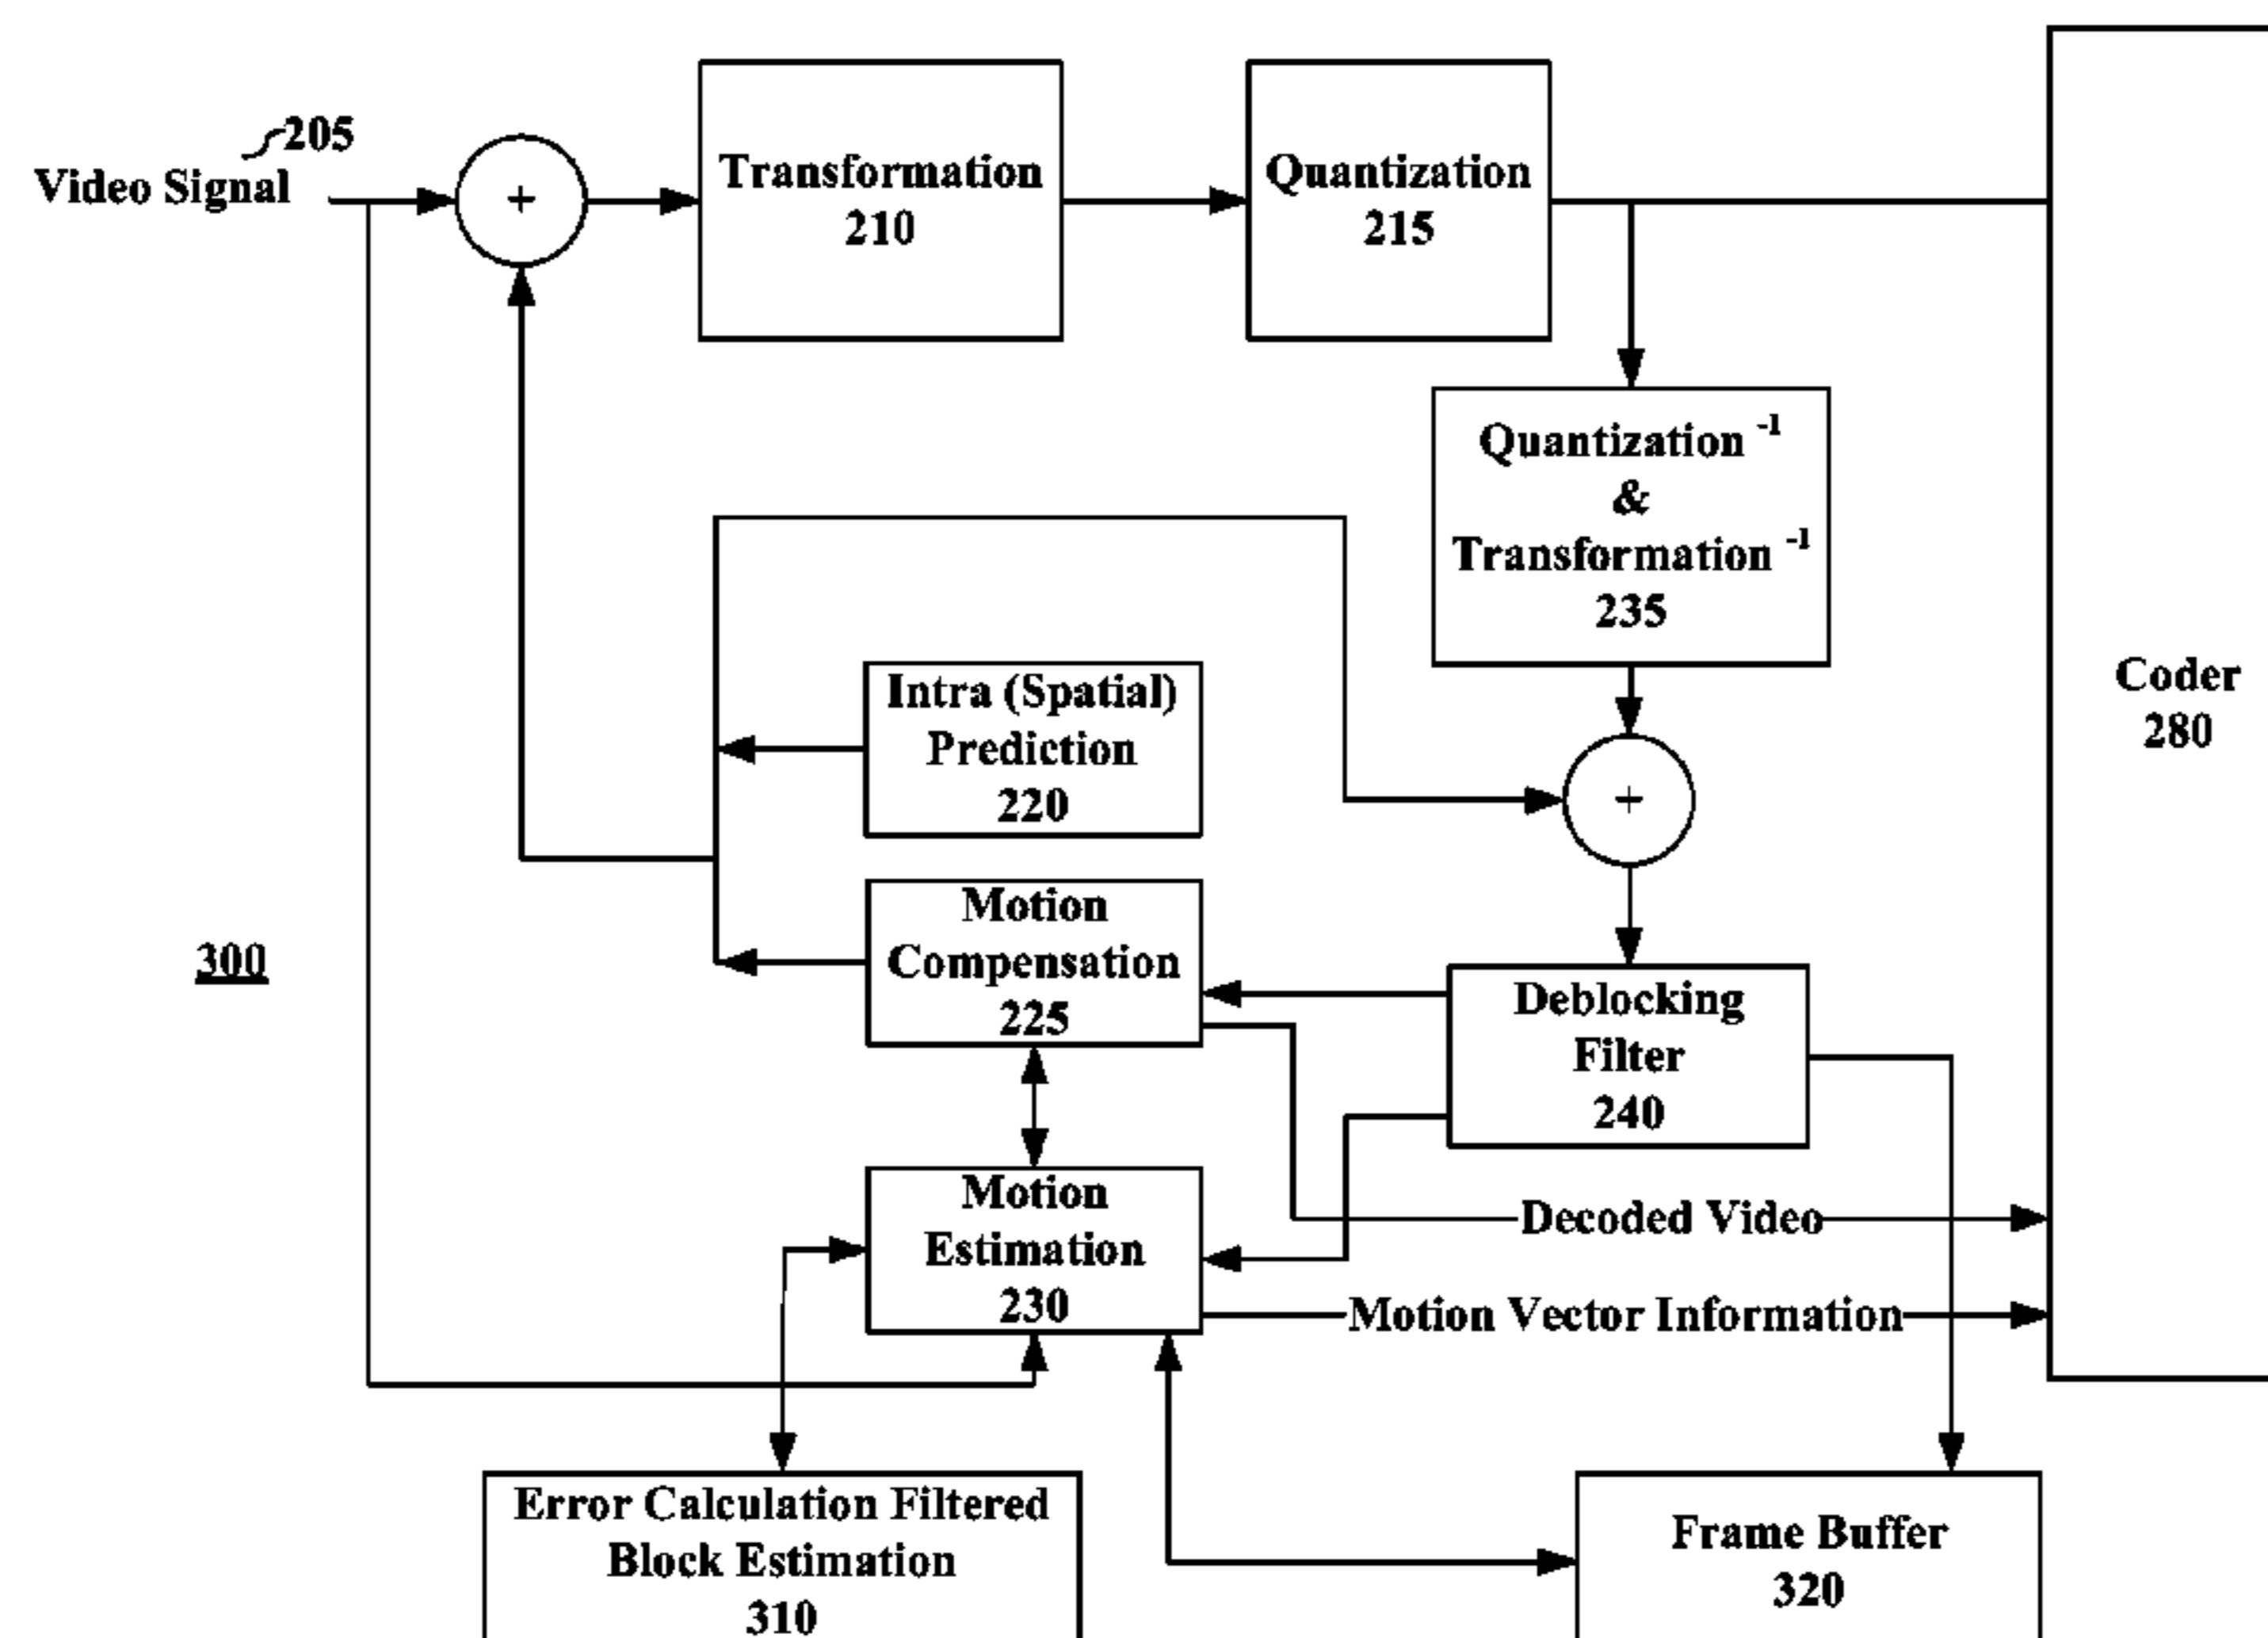 205
Video Signal
+
Transformation
210
Quantization
215
Quantization -1
&
Transformation -1
235
Coder
280
Intra (Spatial)
Prediction
220
+
Motion
Compensation
225
300
Deblocking
Filter
240
Motion
Estimation
230
Decoded Video
Motion Vector Information
Error Calculation Filtered
Block Estimation
310
Frame Buffer
320